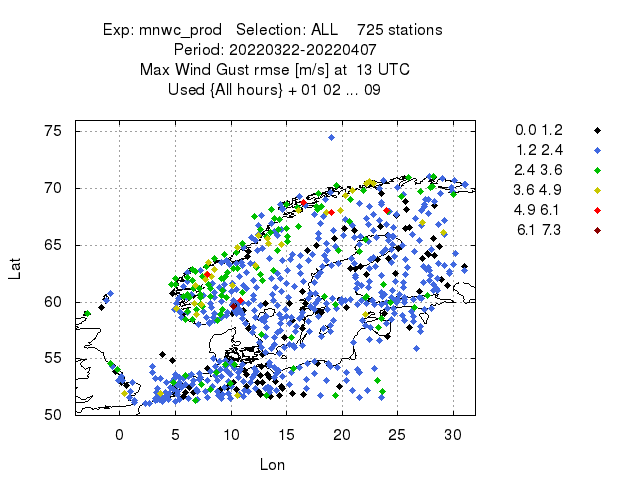 Exp: mnwc_prod Selection: ALL 725 stations
Period: 20220322-20220407
Max Wind Gust rmse [m/s] at 13 UTC
Used {All hours} + 01 02 ... 09
0.0 1.2
1.2 2.4
2.4 3.6
3.6 4.9
4.9 6.1
6.1 7.3
75
70
65
60
55
50
Lat
0 5 10 15 20 25 30
Lon